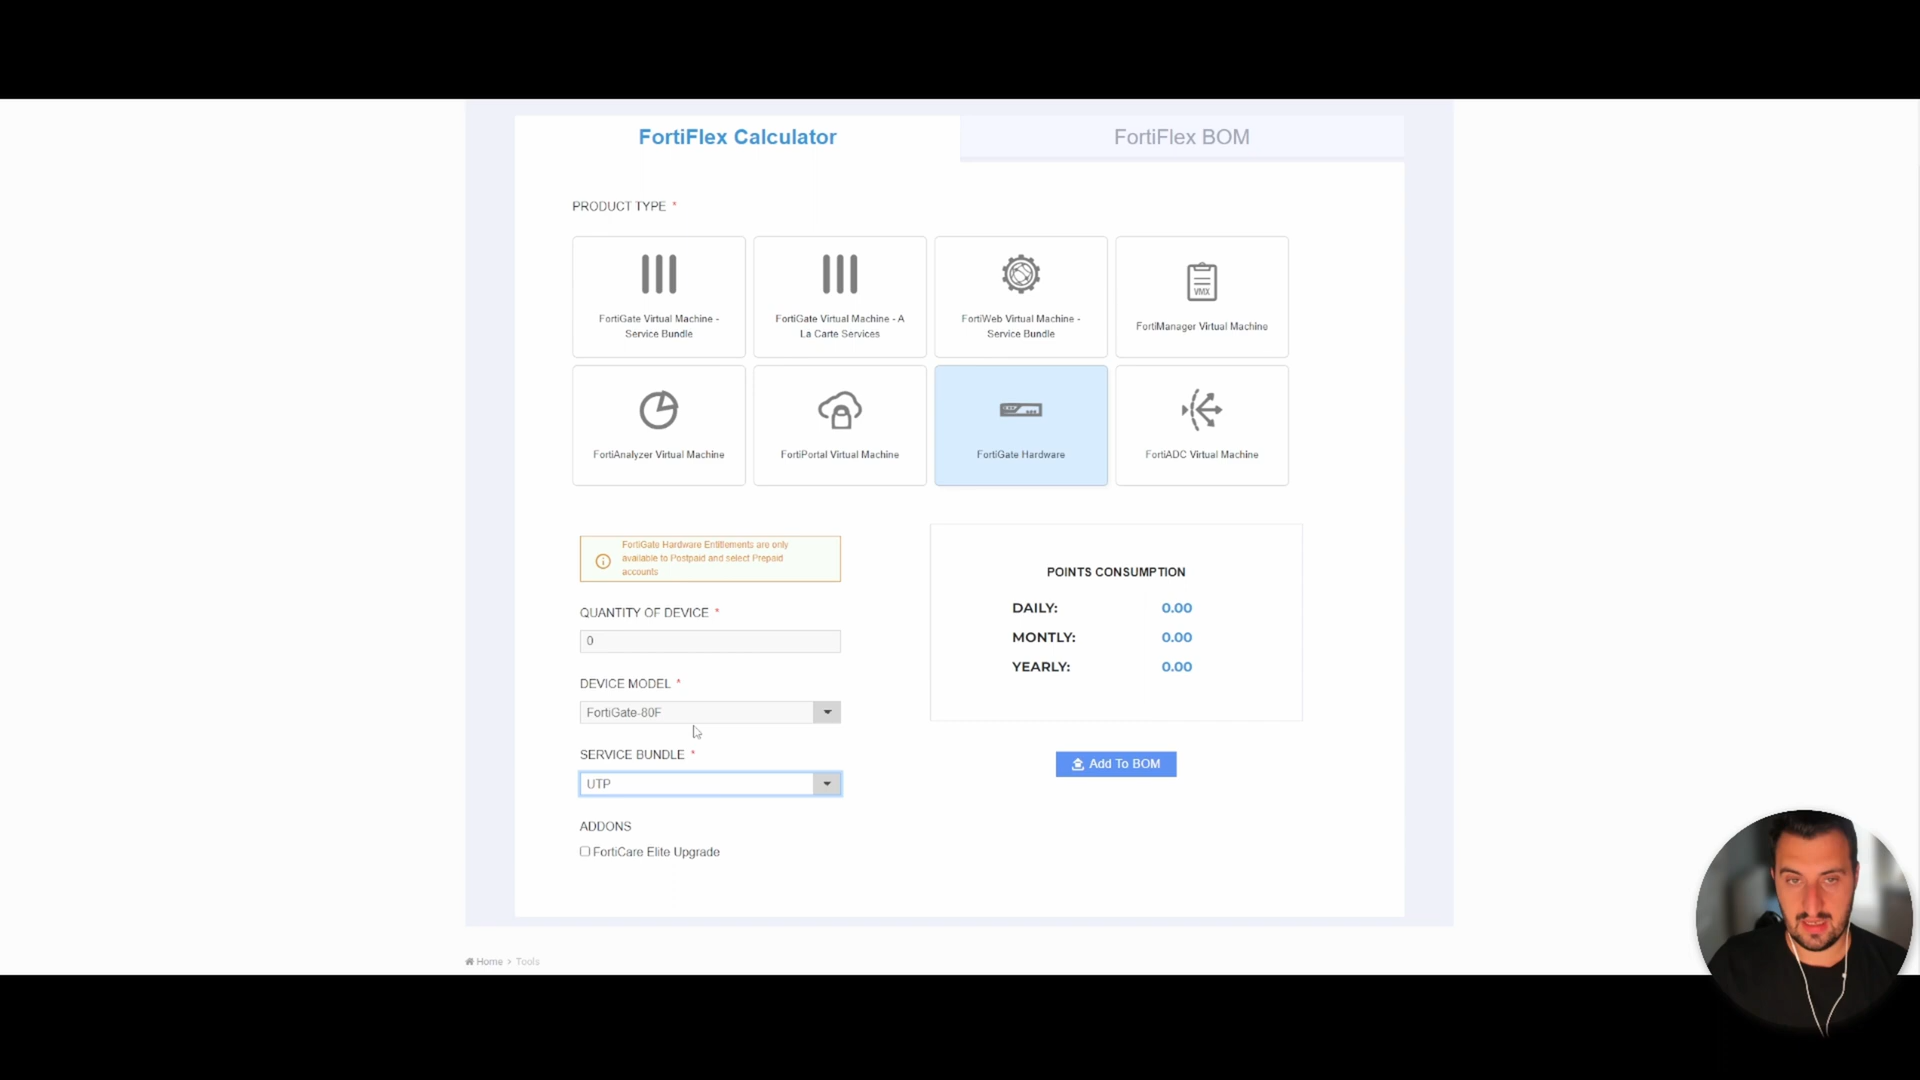 FortiFlex Calculator
FortiFlex BOM
PRODUCT TYPE *
FortiGate Virtual Machine -
Service Bundle
FortiGate Virtual Machine - A
La Carte Services
FortiWeb Virtual Machine -
Service Bundle
VMX
FortiManager Virtual Machine
FortiAnalyzer Virtual Machine
FortiPortal Virtual Machine
FortiGate Hardware
FortiADC Virtual Machine
FortiGate Hardware Entitlements are only
available to Postpaid and select Prepaid
accounts
QUANTITY OF DEVICE *
0
DEVICE MODEL *
FortiGate-80F
SERVICE BUNDLE *
UTP
ADDONS
FortiCare Elite Upgrade
POINTS CONSUMPTION
DAILY: 0.00
MONTLY: 0.00
YEARLY: 0.00
Add To BOM
Home > Tools